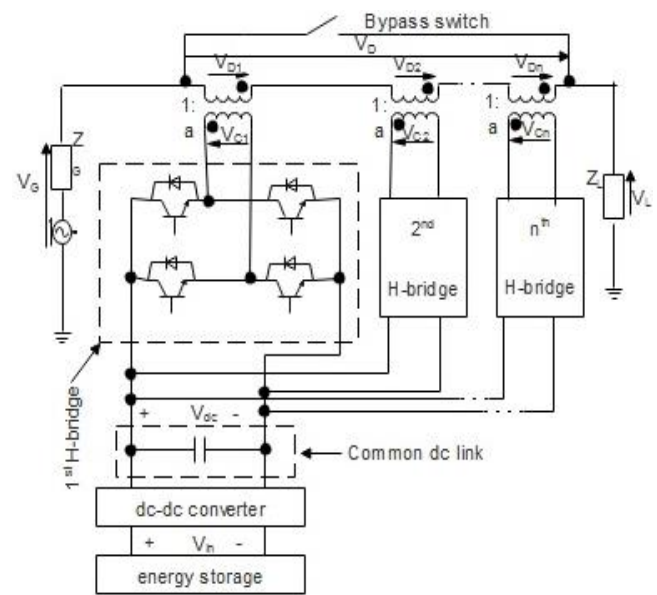 Bypass switch
V_D
V_D1 V_D2 V_Dn
1: 1: 1:
a V_C1 a V_C2 a V_Cn
Z_G
V_G
Z_L
V_L
2nd
H-bridge
nth
H-bridge
1st H-bridge
+ V_dc -
Common dc link
dc-dc converter
+ V_in -
energy storage